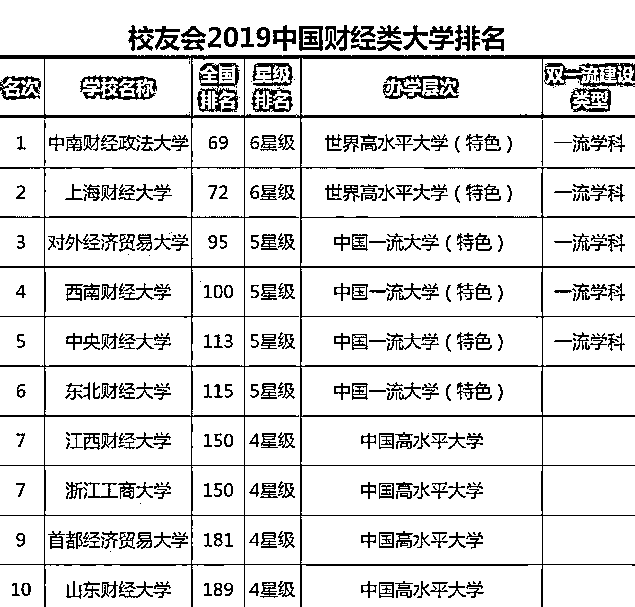 校友会2019中国财经类大学排名
名次 学校名称 全国排名 星级排名 办学层次 双一流建设类型
1 中南财经政法大学 69 6星级 世界高水平大学（特色） 一流学科
2 上海财经大学 72 6星级 世界高水平大学（特色） 一流学科
3 对外经济贸易大学 95 5星级 中国一流大学（特色） 一流学科
4 西南财经大学 100 5星级 中国一流大学（特色） 一流学科
5 中央财经大学 113 5星级 中国一流大学（特色） 一流学科
6 东北财经大学 115 5星级 中国一流大学（特色）
7 江西财经大学 150 4星级 中国高水平大学
7 浙江工商大学 150 4星级 中国高水平大学
9 首都经济贸易大学 181 4星级 中国高水平大学
10 山东财经大学 189 4星级 中国高水平大学